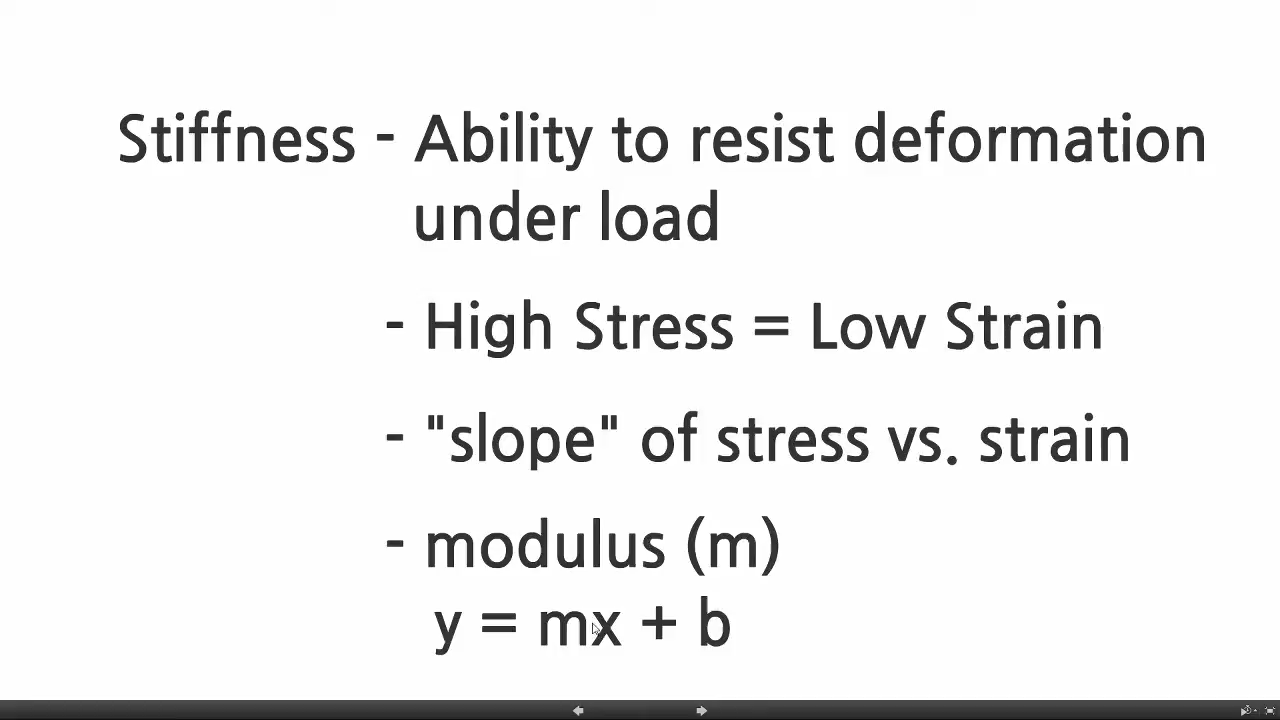 Stiffness - Ability to resist deformation
under load
- High Stress = Low Strain
- "slope" of stress vs. strain
- modulus (m)
y = mx + b